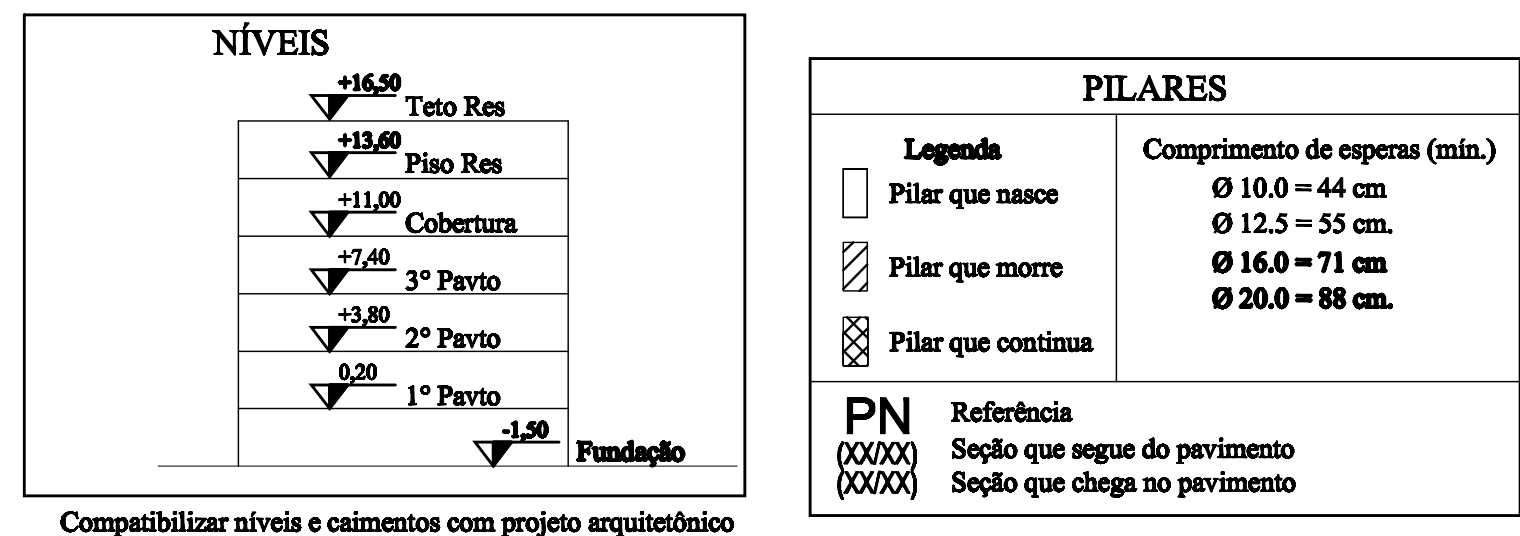 NÍVEIS
+16,50
Teto Res
+13,60
Piso Res
+11,00
Cobertura
+7,40
3° Pavto
+3,80
2° Pavto
0,20
1° Pavto
-1,50
Fundação
Compatibilizar níveis e caimentos com projeto arquitetônico
PILARES
Legenda
Pilar que nasce
Pilar que morre
Pilar que continua
Comprimento de esperas (mín.)
Ø 10.0 = 44 cm
Ø 12.5 = 55 cm.
Ø 16.0 = 71 cm
Ø 20.0 = 88 cm.
PN Referência
(XX/XX) Seção que segue do pavimento
(XX/XX) Seção que chega no pavimento